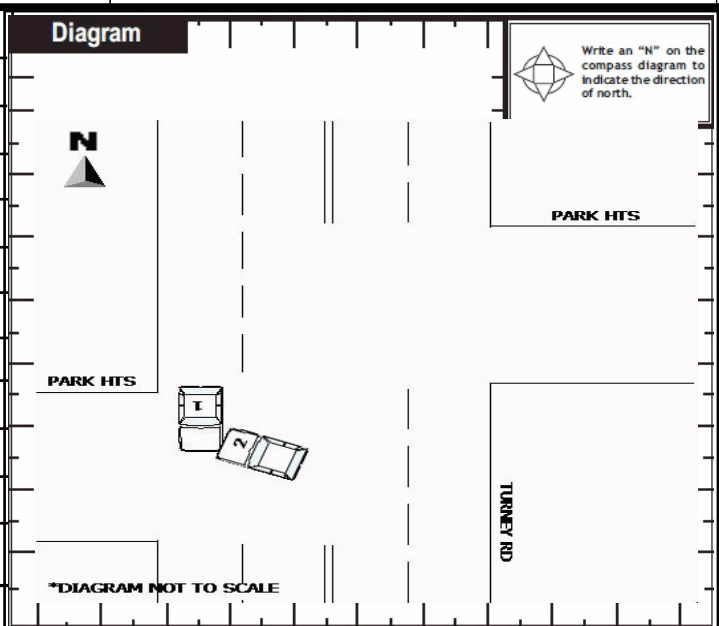 Diagram
Write an “N” on the
compass diagram to
indicate the direction
of north.
N
PARK HTS
PARK HTS
1
2
TURNEY RD
*DIAGRAM NOT TO SCALE